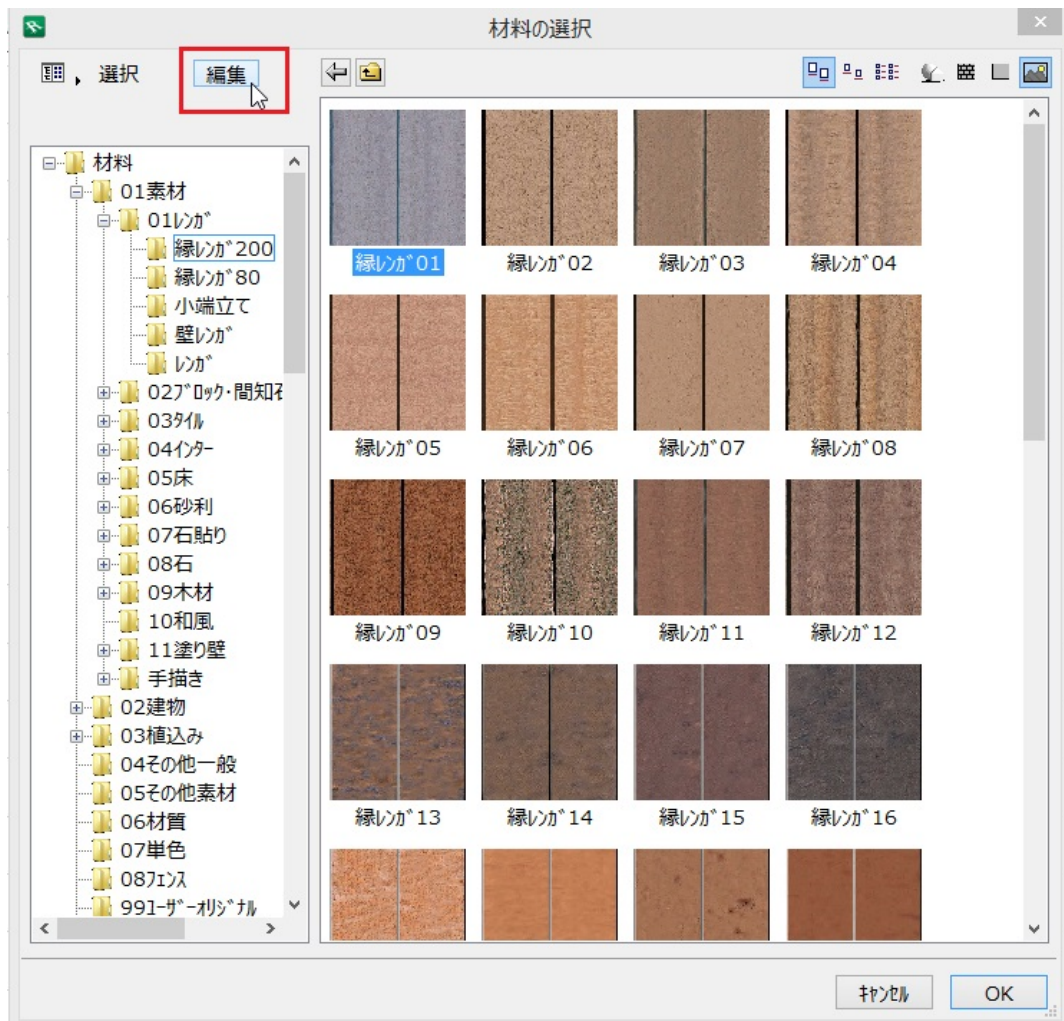 材料の選択
選択 編集
材料
01素材
01ﾚﾝｶﾞ
縁ﾚﾝｶﾞ200
縁ﾚﾝｶﾞ80
小端立て
壁ﾚﾝｶﾞ
ﾚﾝｶﾞ
02ﾌﾞﾛｯｸ･間知石
03ﾀｲﾙ
04ｲﾝﾀｰ
05床
06砂利
07石貼り
08石
09木材
10和風
11塗り壁
手描き
02建物
03植込み
04その他一般
05その他素材
06材質
07単色
08ﾌｪﾝｽ
99ﾕｰｻﾞｰｵﾘｼﾞﾅﾙ
縁ﾚﾝｶﾞ01 縁ﾚﾝｶﾞ02 縁ﾚﾝｶﾞ03 縁ﾚﾝｶﾞ04
縁ﾚﾝｶﾞ05 縁ﾚﾝｶﾞ06 縁ﾚﾝｶﾞ07 縁ﾚﾝｶﾞ08
縁ﾚﾝｶﾞ09 縁ﾚﾝｶﾞ10 縁ﾚﾝｶﾞ11 縁ﾚﾝｶﾞ12
縁ﾚﾝｶﾞ13 縁ﾚﾝｶﾞ14 縁ﾚﾝｶﾞ15 縁ﾚﾝｶﾞ16
ｷｬﾝｾﾙ OK